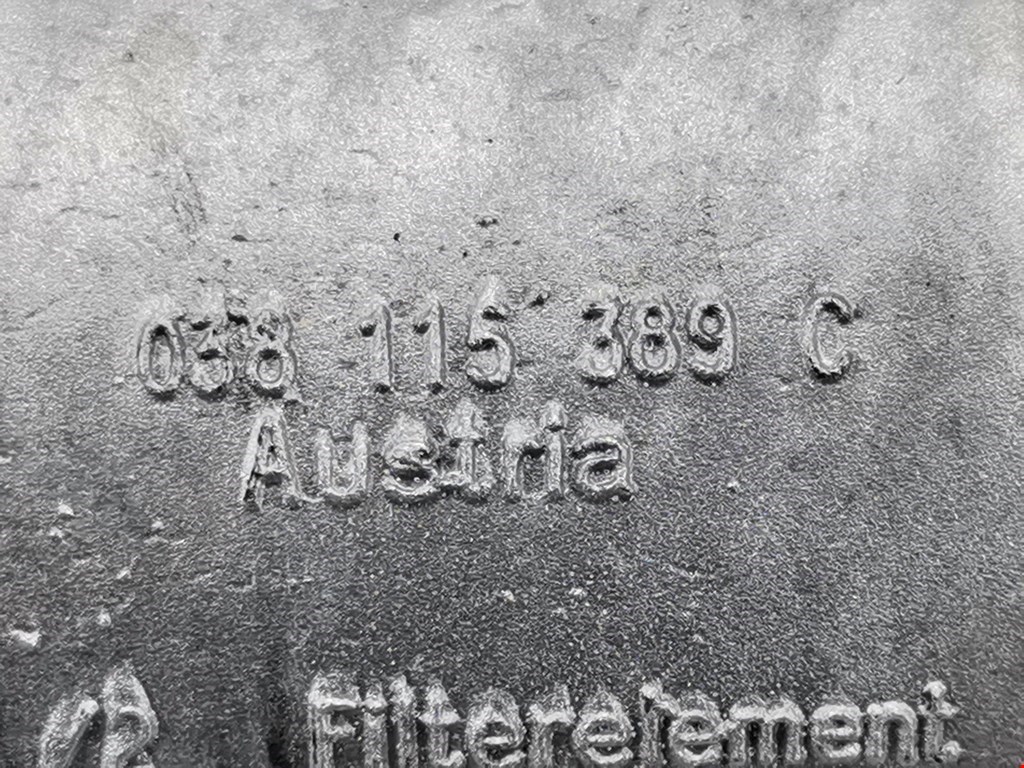 038 115 389 C
Austria
Filterelement